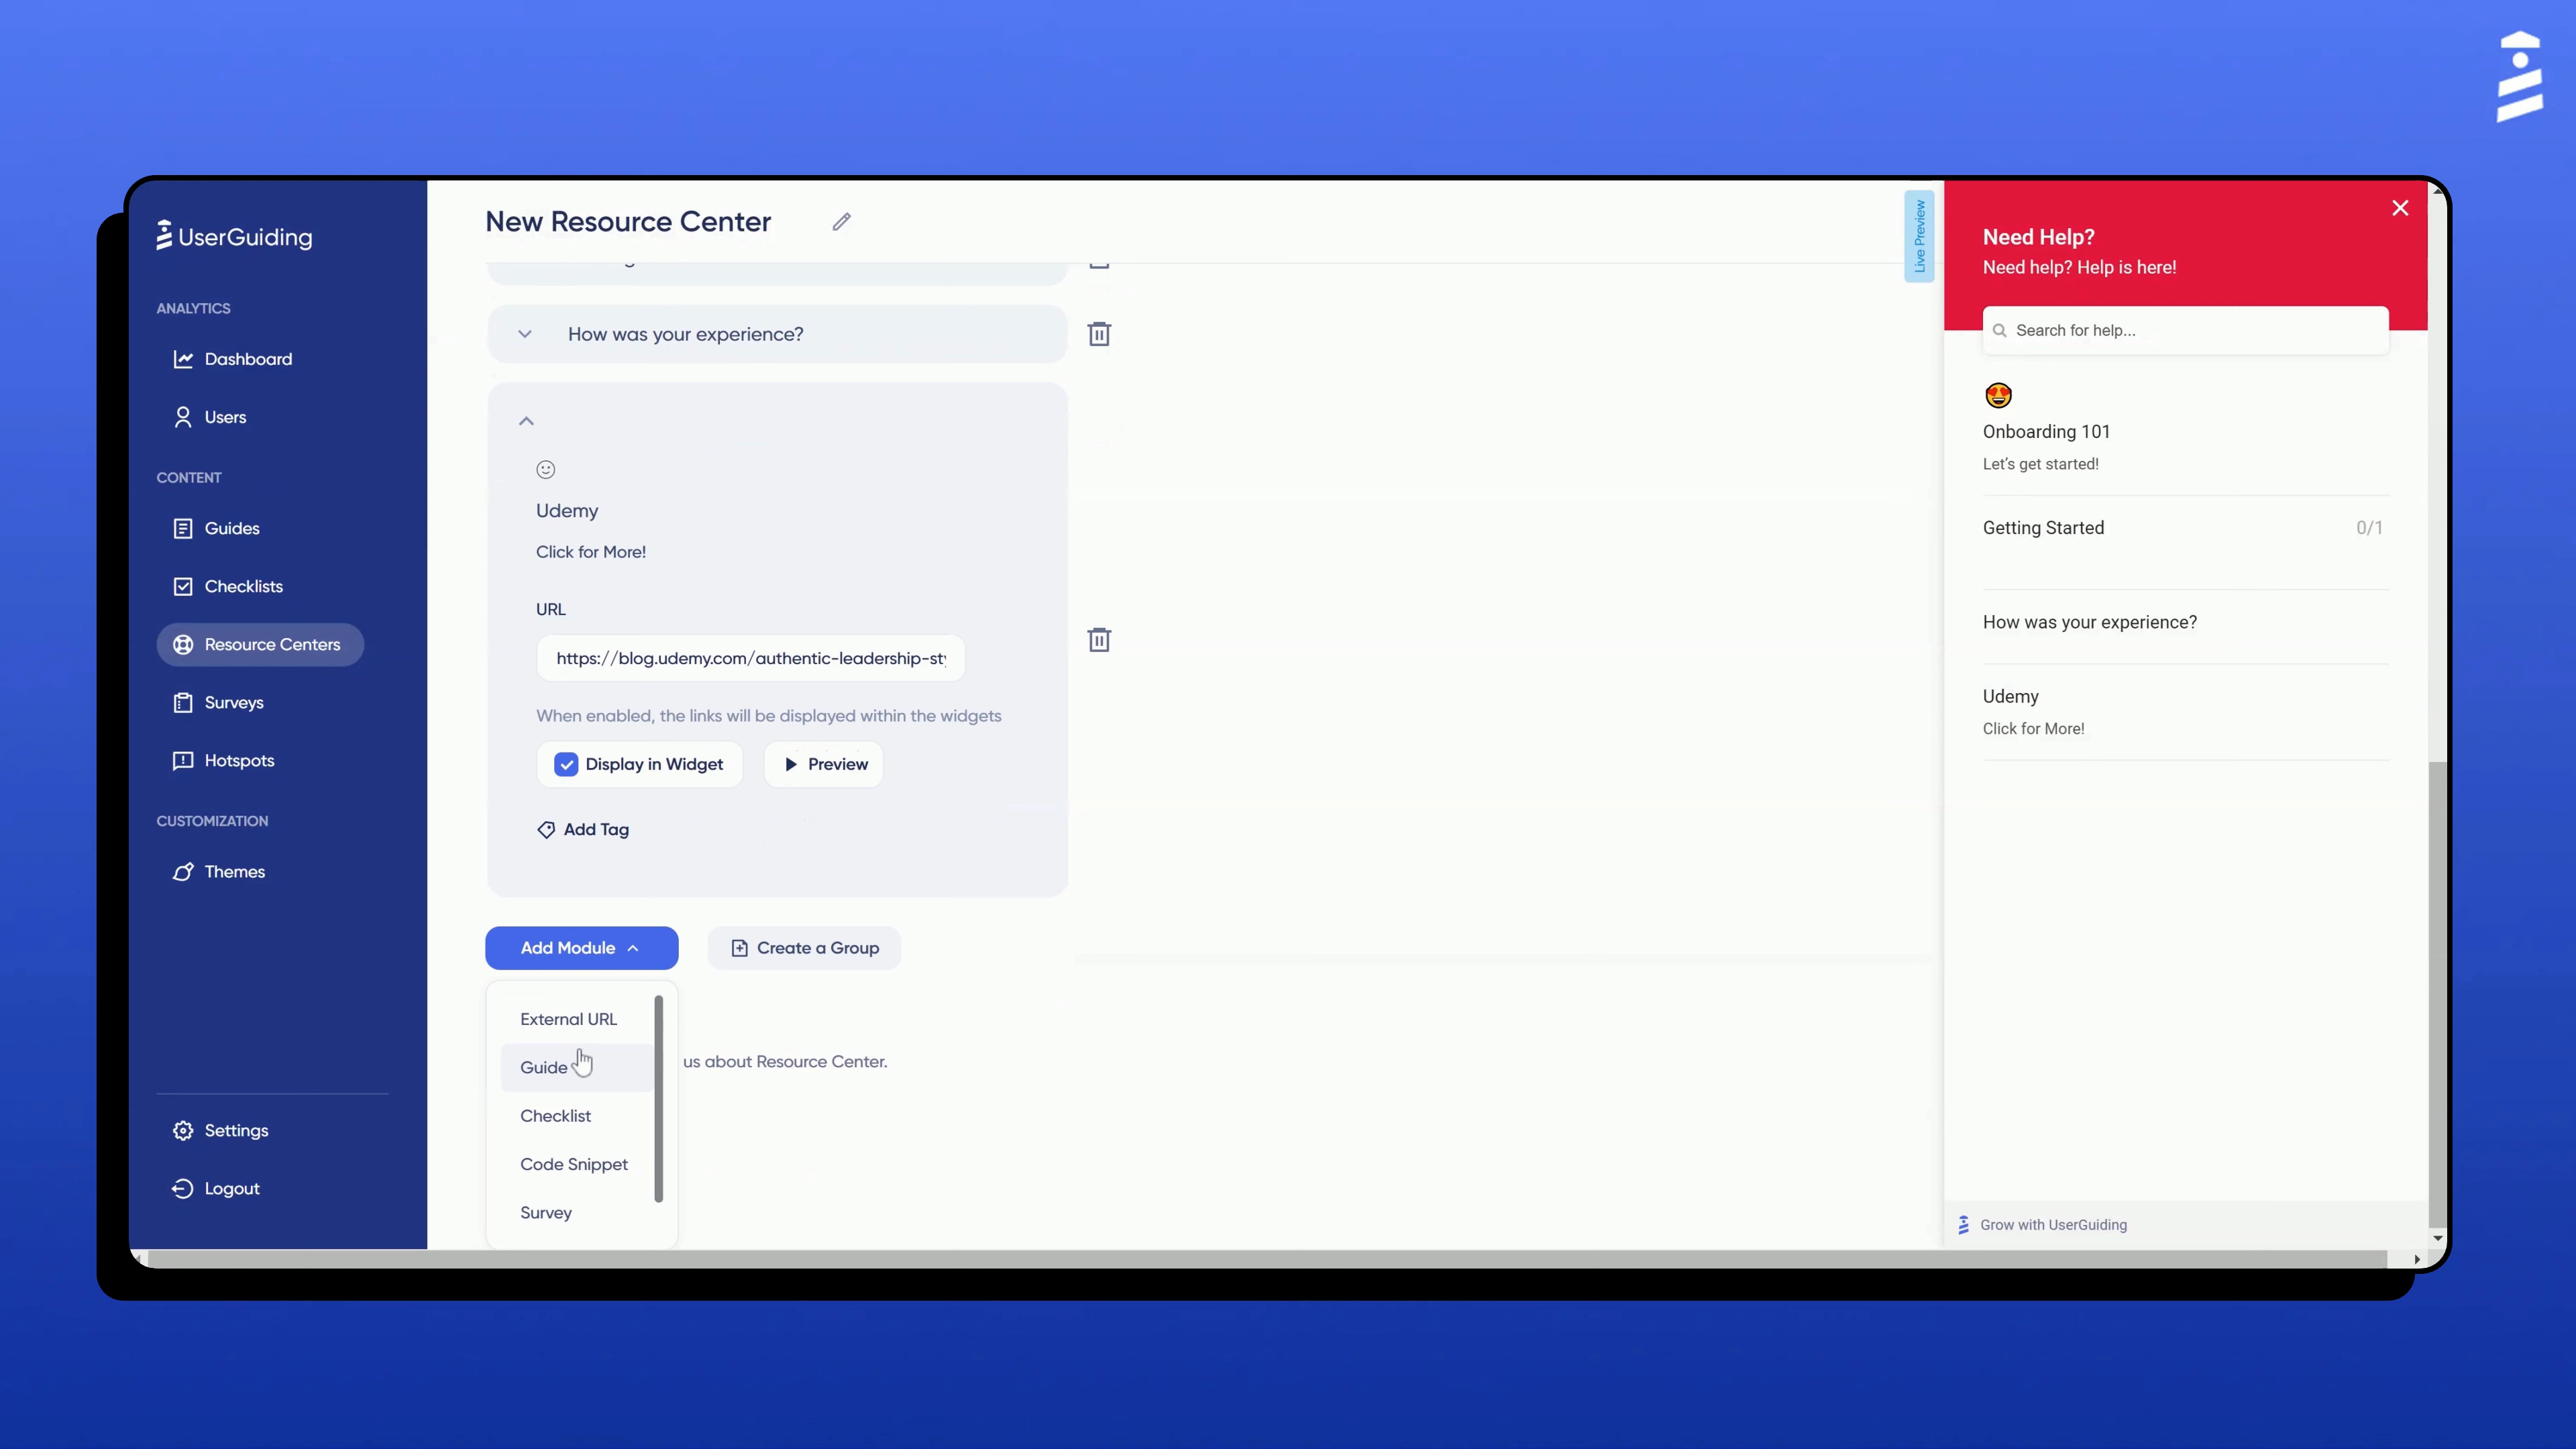 UserGuiding
ANALYTICS
Dashboard
Users
CONTENT
Guides
Checklists
Resource Centers
Surveys
Hotspots
CUSTOMIZATION
Themes
Settings
Logout
New Resource Center
How was your experience?
Udemy
Click for More!
URL
https://blog.udemy.com/authentic-leadership-sty
When enabled, the links will be displayed within the widgets
Display in Widget
Preview
Add Tag
Add Module
Create a Group
External URL
Guide
Checklist
Code Snippet
Survey
us about Resource Center.
Live Preview
Need Help?
Need help? Help is here!
Search for help...
Onboarding 101
Let's get started!
Getting Started 0/1
How was your experience?
Udemy
Click for More!
Grow with UserGuiding